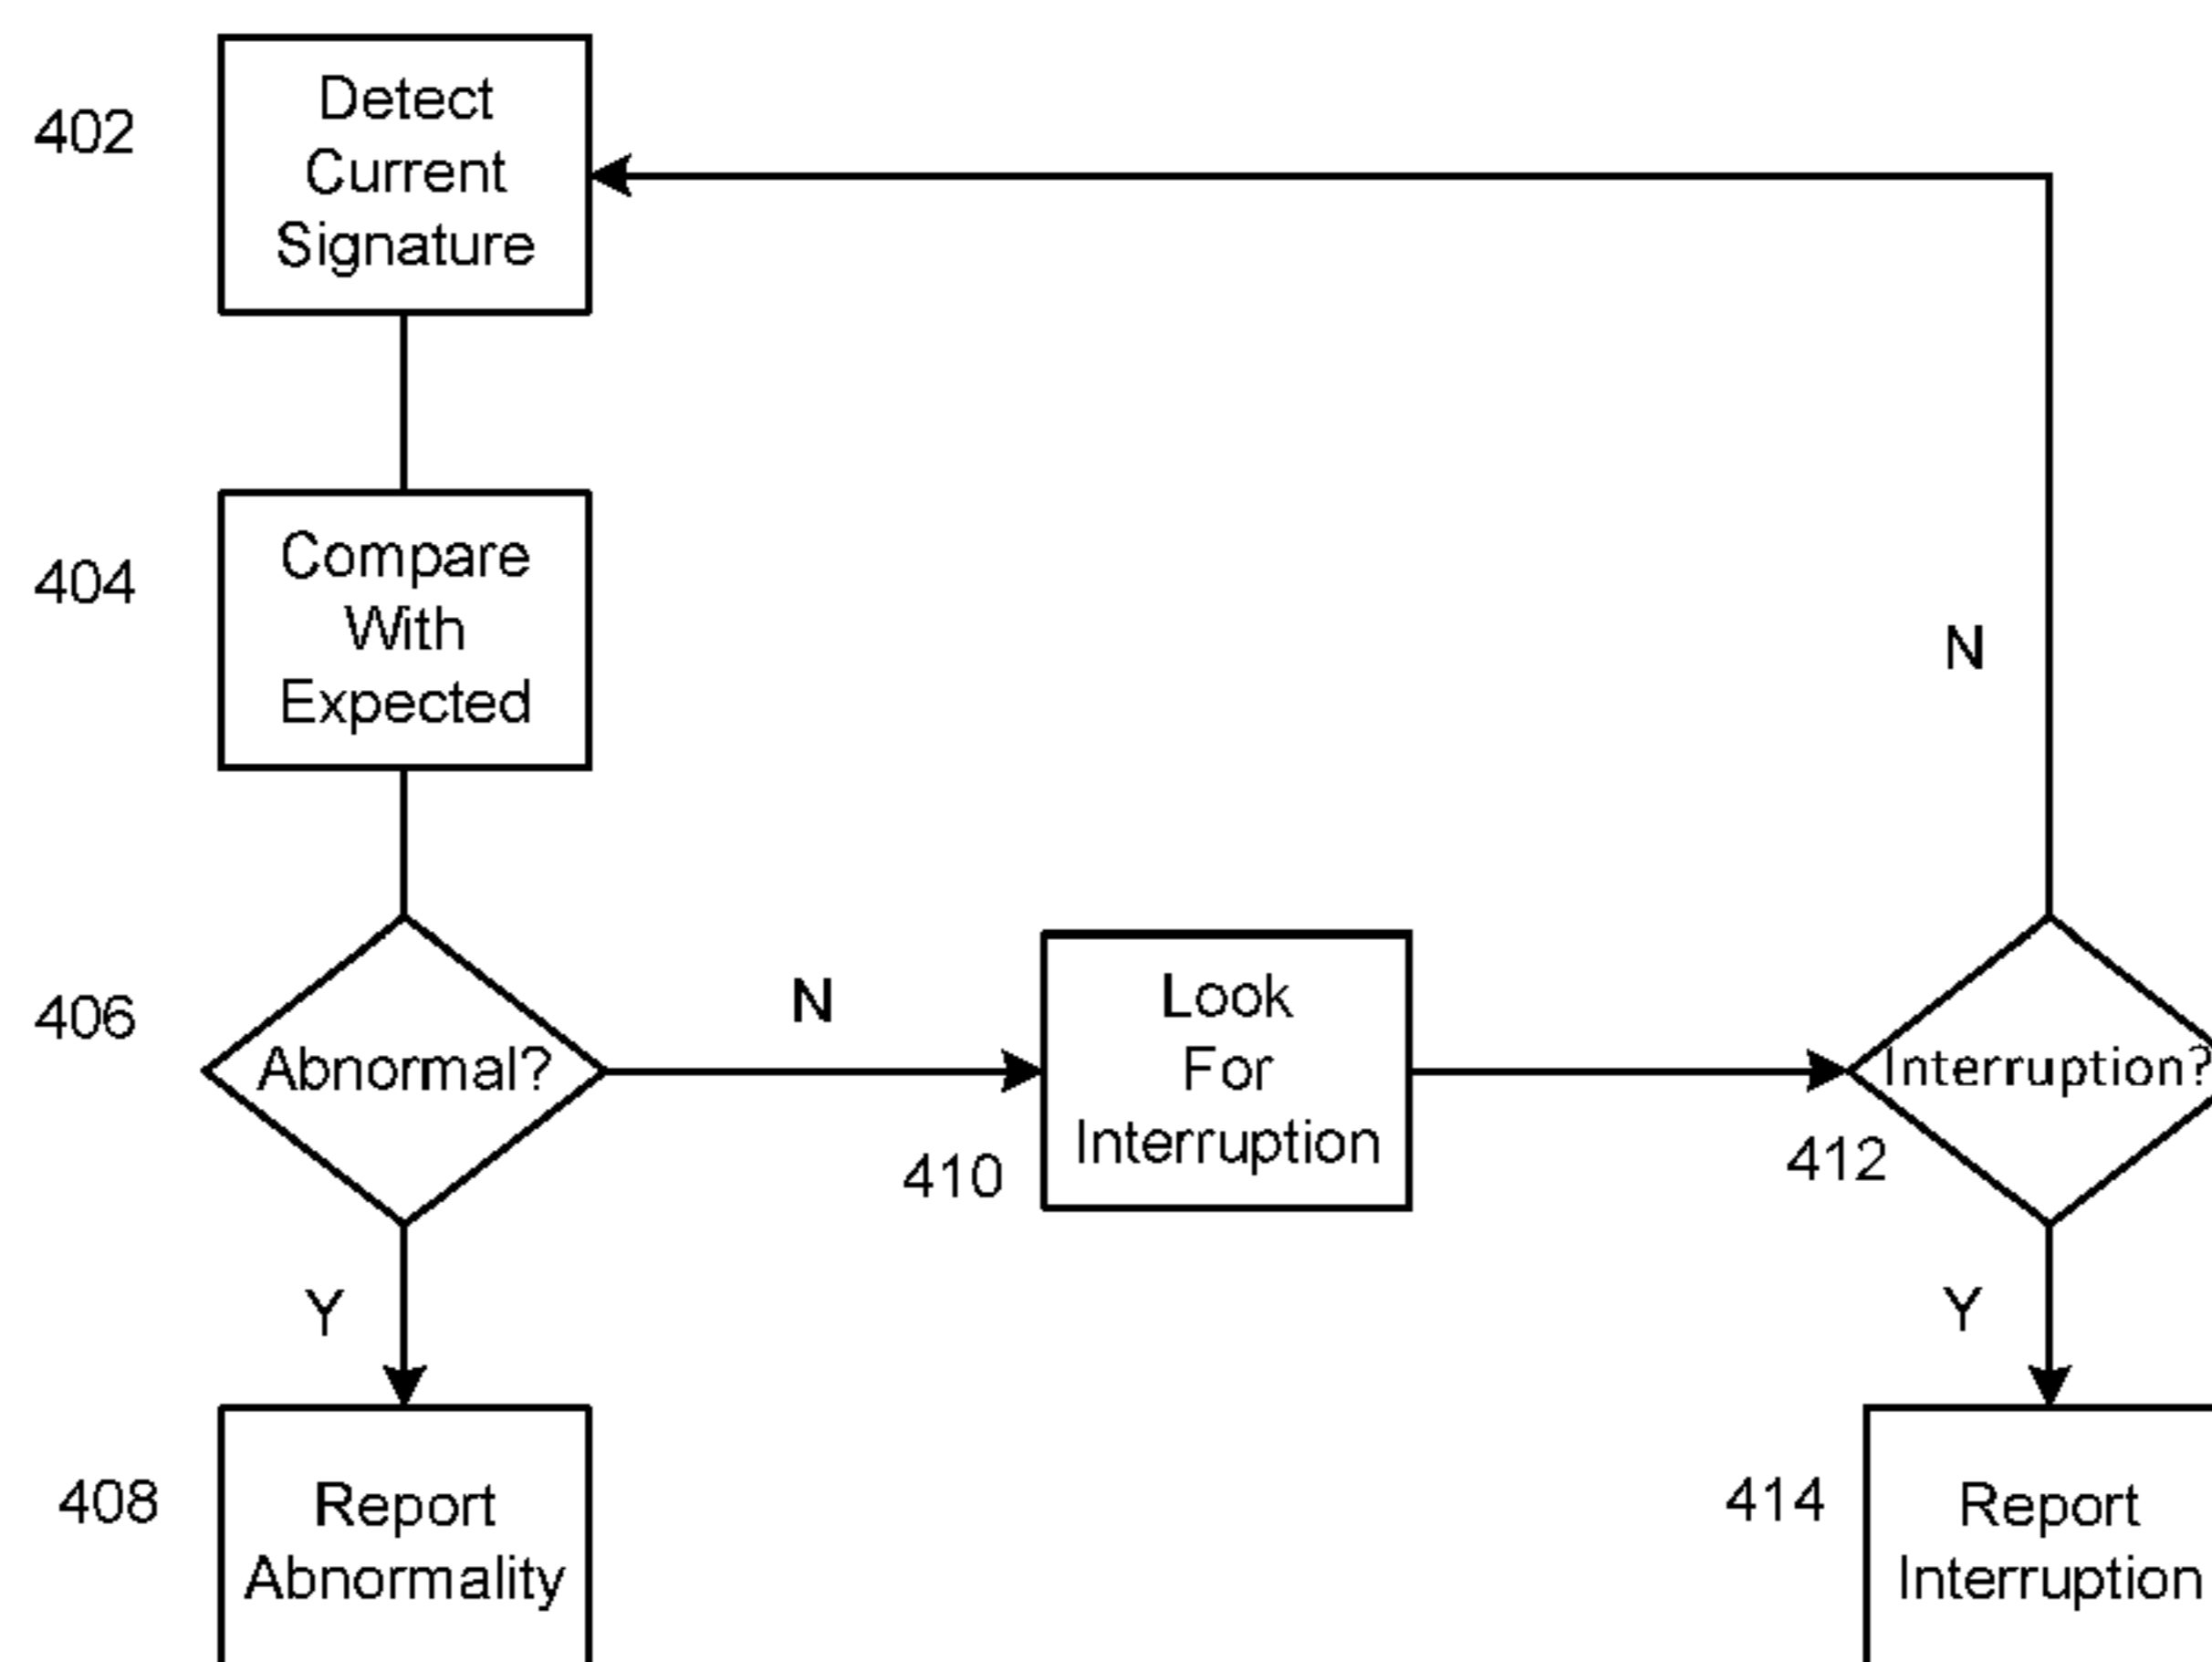 402
Detect
Current
Signature
404
Compare
With
Expected
N
406
Abnormal?
N
Look
For
Interruption
410
Interruption?
412
Y
Y
408
Report
Abnormality
414
Report
Interruption